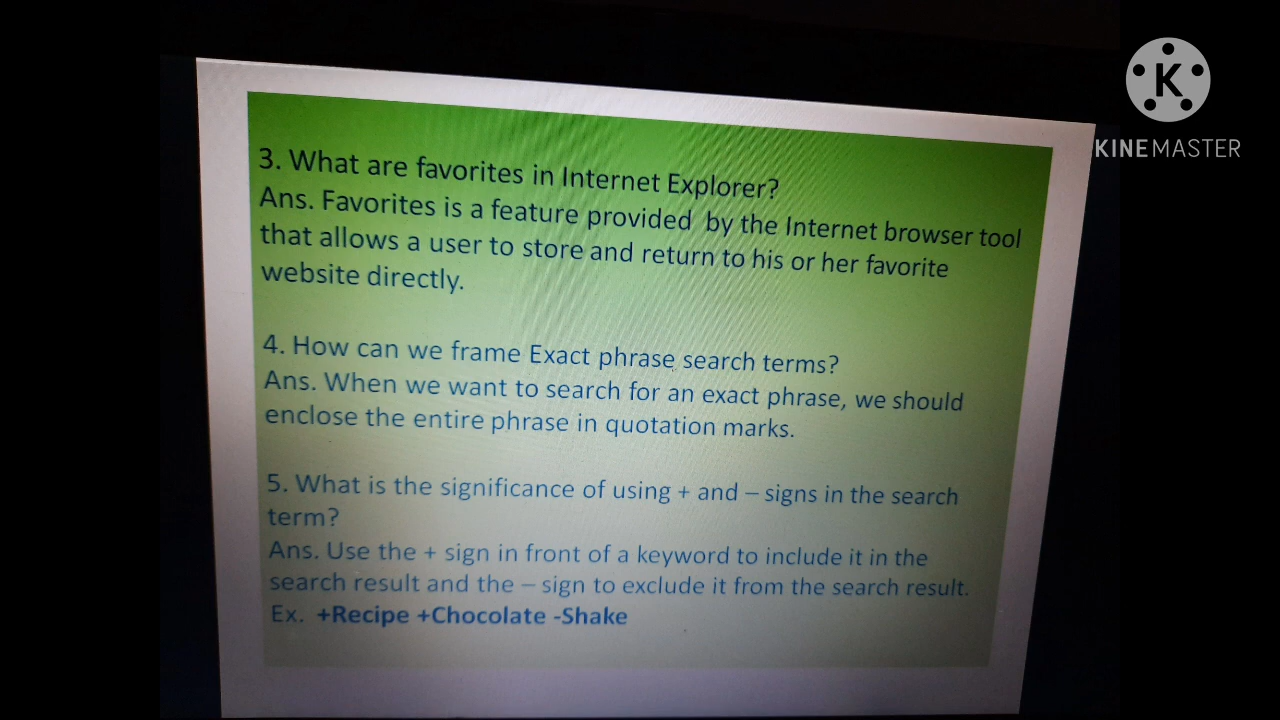 K
KINEMASTER
3. What are favorites in Internet Explorer?
Ans. Favorites is a feature provided by the Internet browser tool
that allows a user to store and return to his or her favorite
website directly.
4. How can we frame Exact phrase search terms?
Ans. When we want to search for an exact phrase, we should
enclose the entire phrase in quotation marks.
5. What is the significance of using + and – signs in the search
term?
Ans. Use the + sign in front of a keyword to include it in the
search result and the – sign to exclude it from the search result.
Ex. +Recipe +Chocolate -Shake